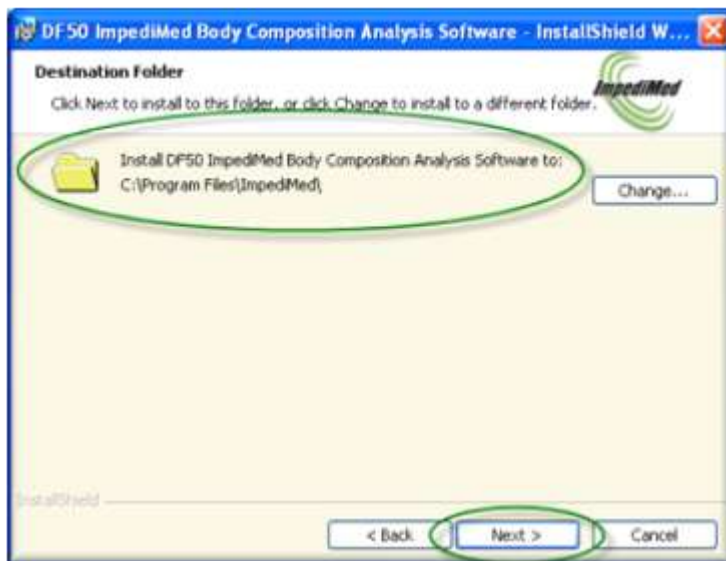 DF50 ImpediMed Body Composition Analysis Software - InstallShield W...
Destination Folder
Click Next to install to this folder, or click Change to install to a different folder.
ImpediMed
Install DF50 ImpediMed Body Composition Analysis Software to:
C:\Program Files\ImpediMed\
Change...
InstallShield
< Back
Next >
Cancel